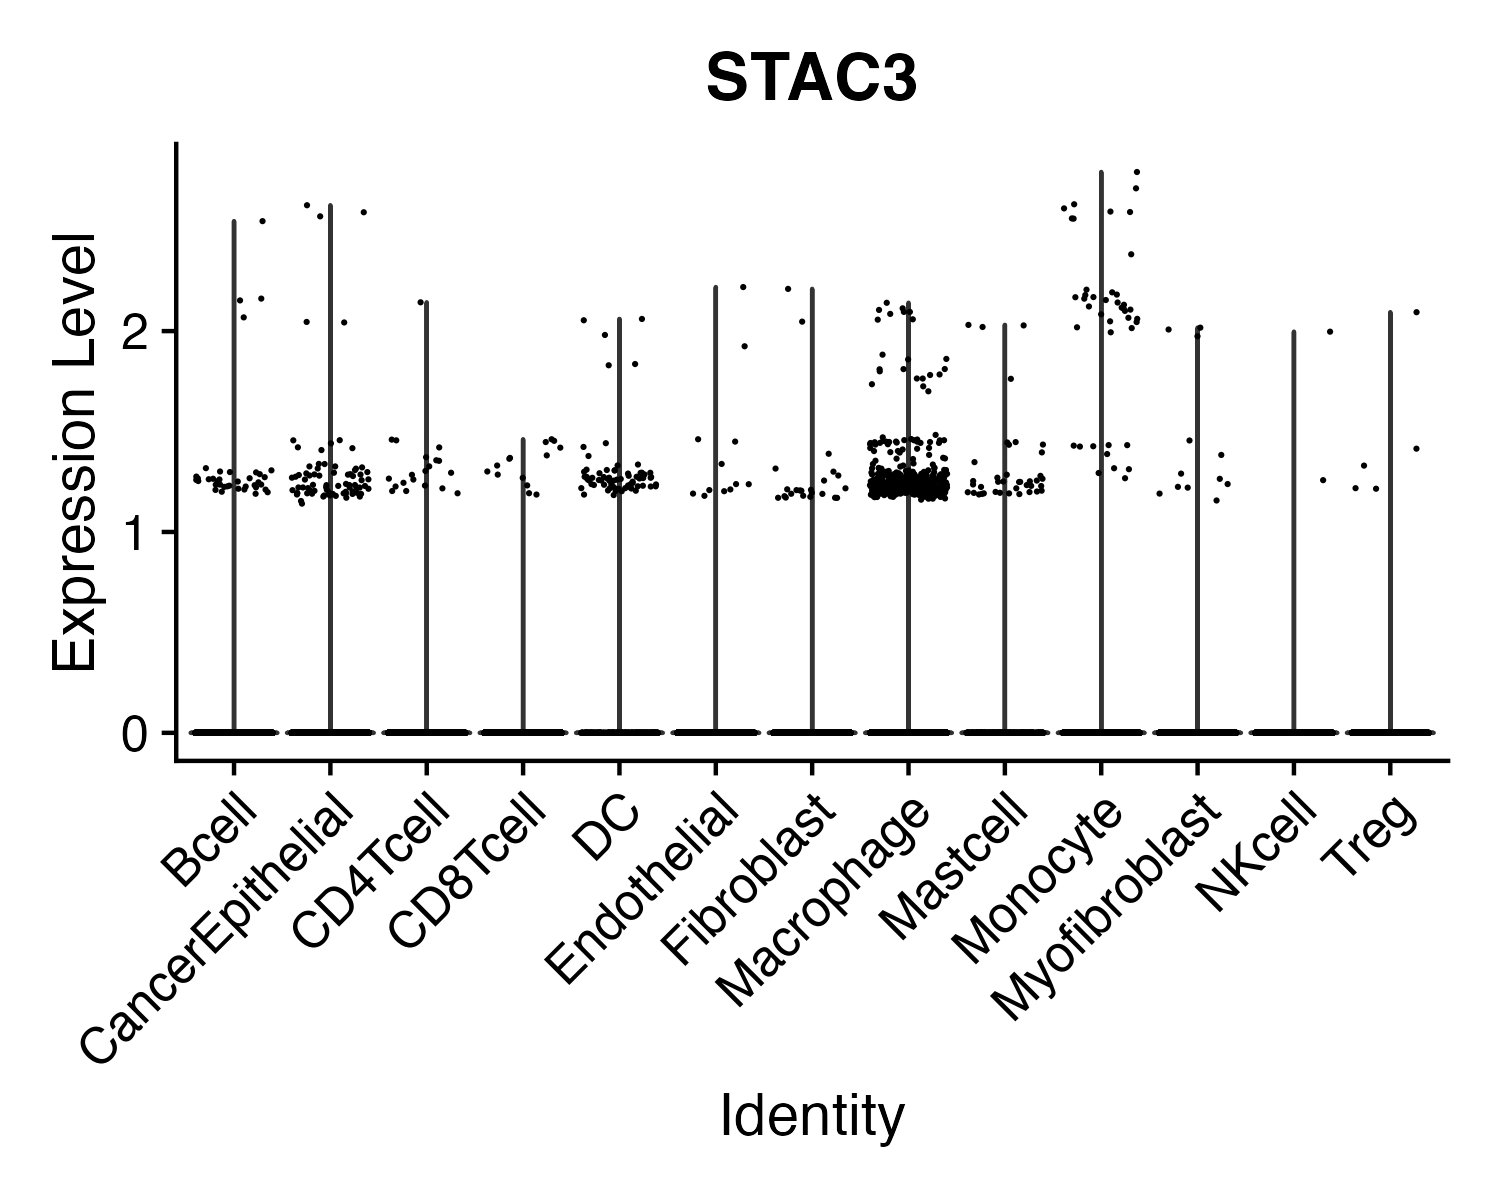 STAC3
Expression Level
2
1
0
Bcell
CancerEpithelial
CD4Tcell
CD8Tcell
DC
Endothelial
Fibroblast
Macrophage
Mastcell
Monocyte
Myofibroblast
NKcell
Treg
Identity